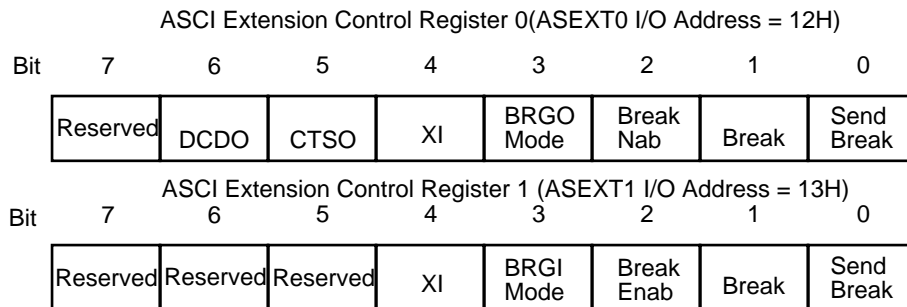 ASCI Extension Control Register 0(ASEXT0 I/O Address = 12H)
Bit 7 6 5 4 3 2 1 0
Reserved DCDO CTSO XI BRGO Mode Break Nab Break Send Break
ASCI Extension Control Register 1 (ASEXT1 I/O Address = 13H)
Bit 7 6 5 4 3 2 1 0
Reserved Reserved Reserved XI BRGI Mode Break Enab Break Send Break